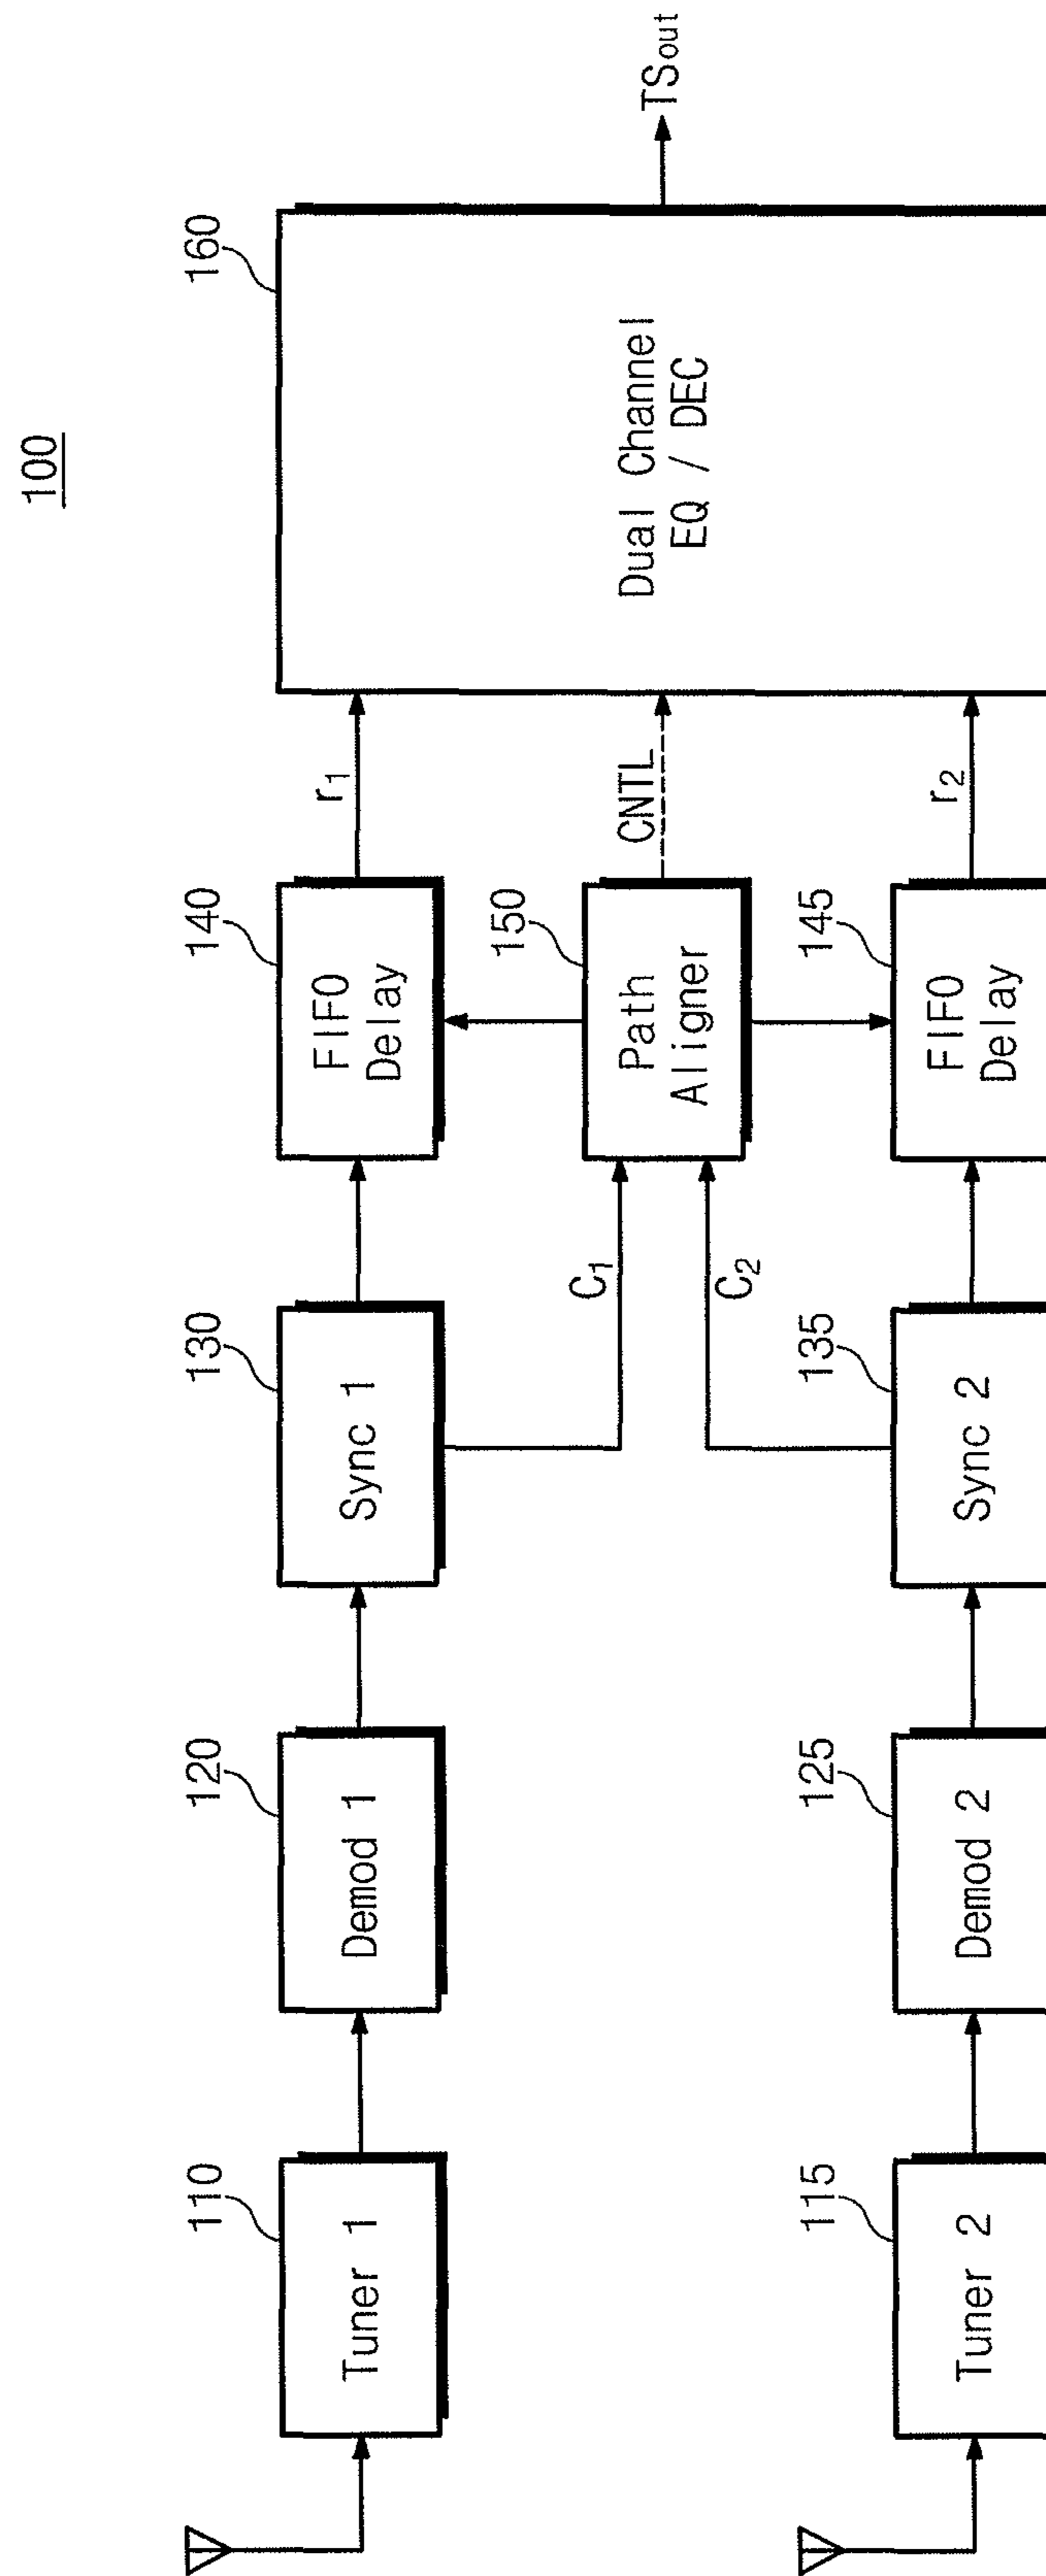 100
110
Tuner 1
120
Demod 1
130
Sync 1
140
FIFO
Delay
r1
160
Dual Channel
EQ / DEC
TSout
C1
C2
150
Path
Aligner
CNTL
115
Tuner 2
125
Demod 2
135
Sync 2
145
FIFO
Delay
r2